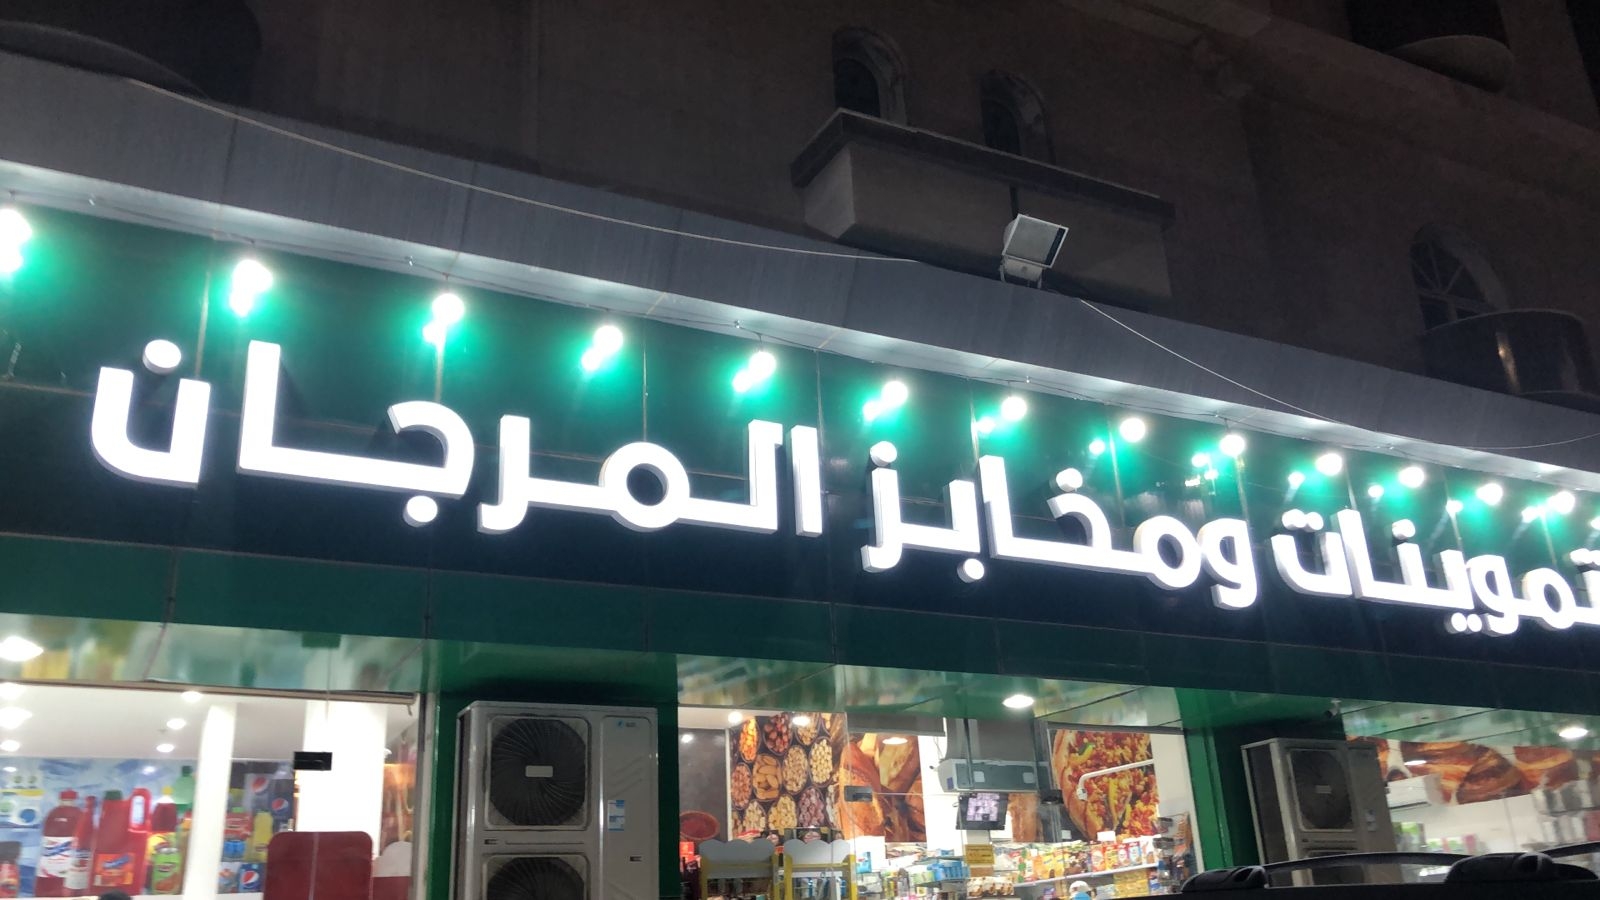 تموينات ومخابز المرجان